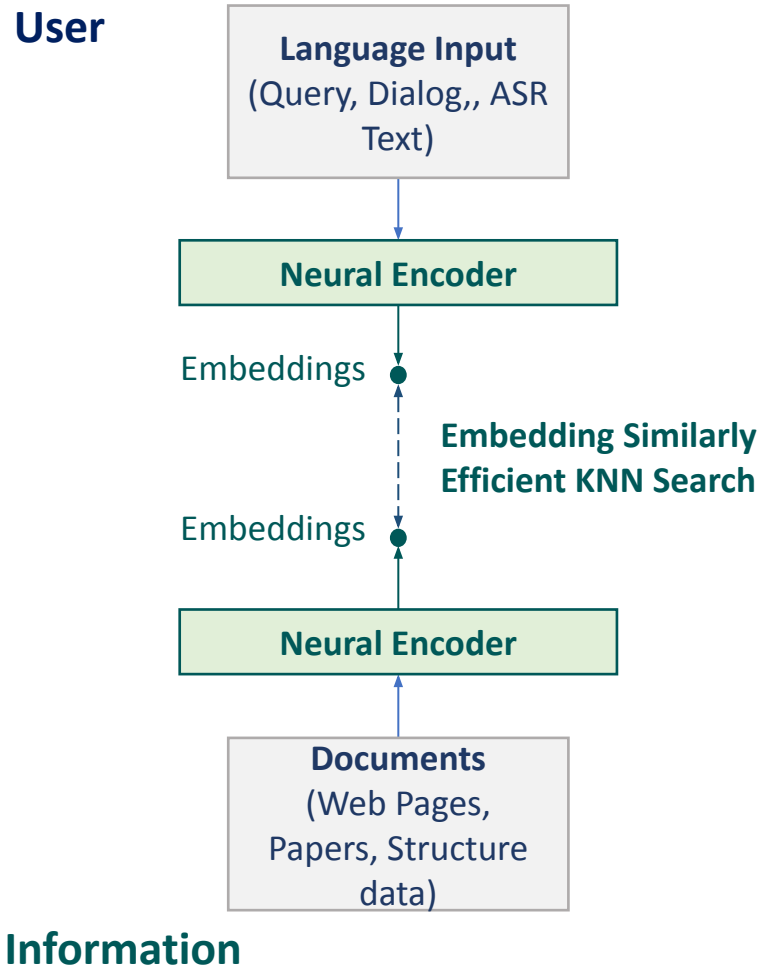 User
Language Input
(Query, Dialog,, ASR
Text)
Neural Encoder
Embeddings
Embedding Similarly
Efficient KNN Search
Embeddings
Neural Encoder
Documents
(Web Pages,
Papers, Structure
data)
Information